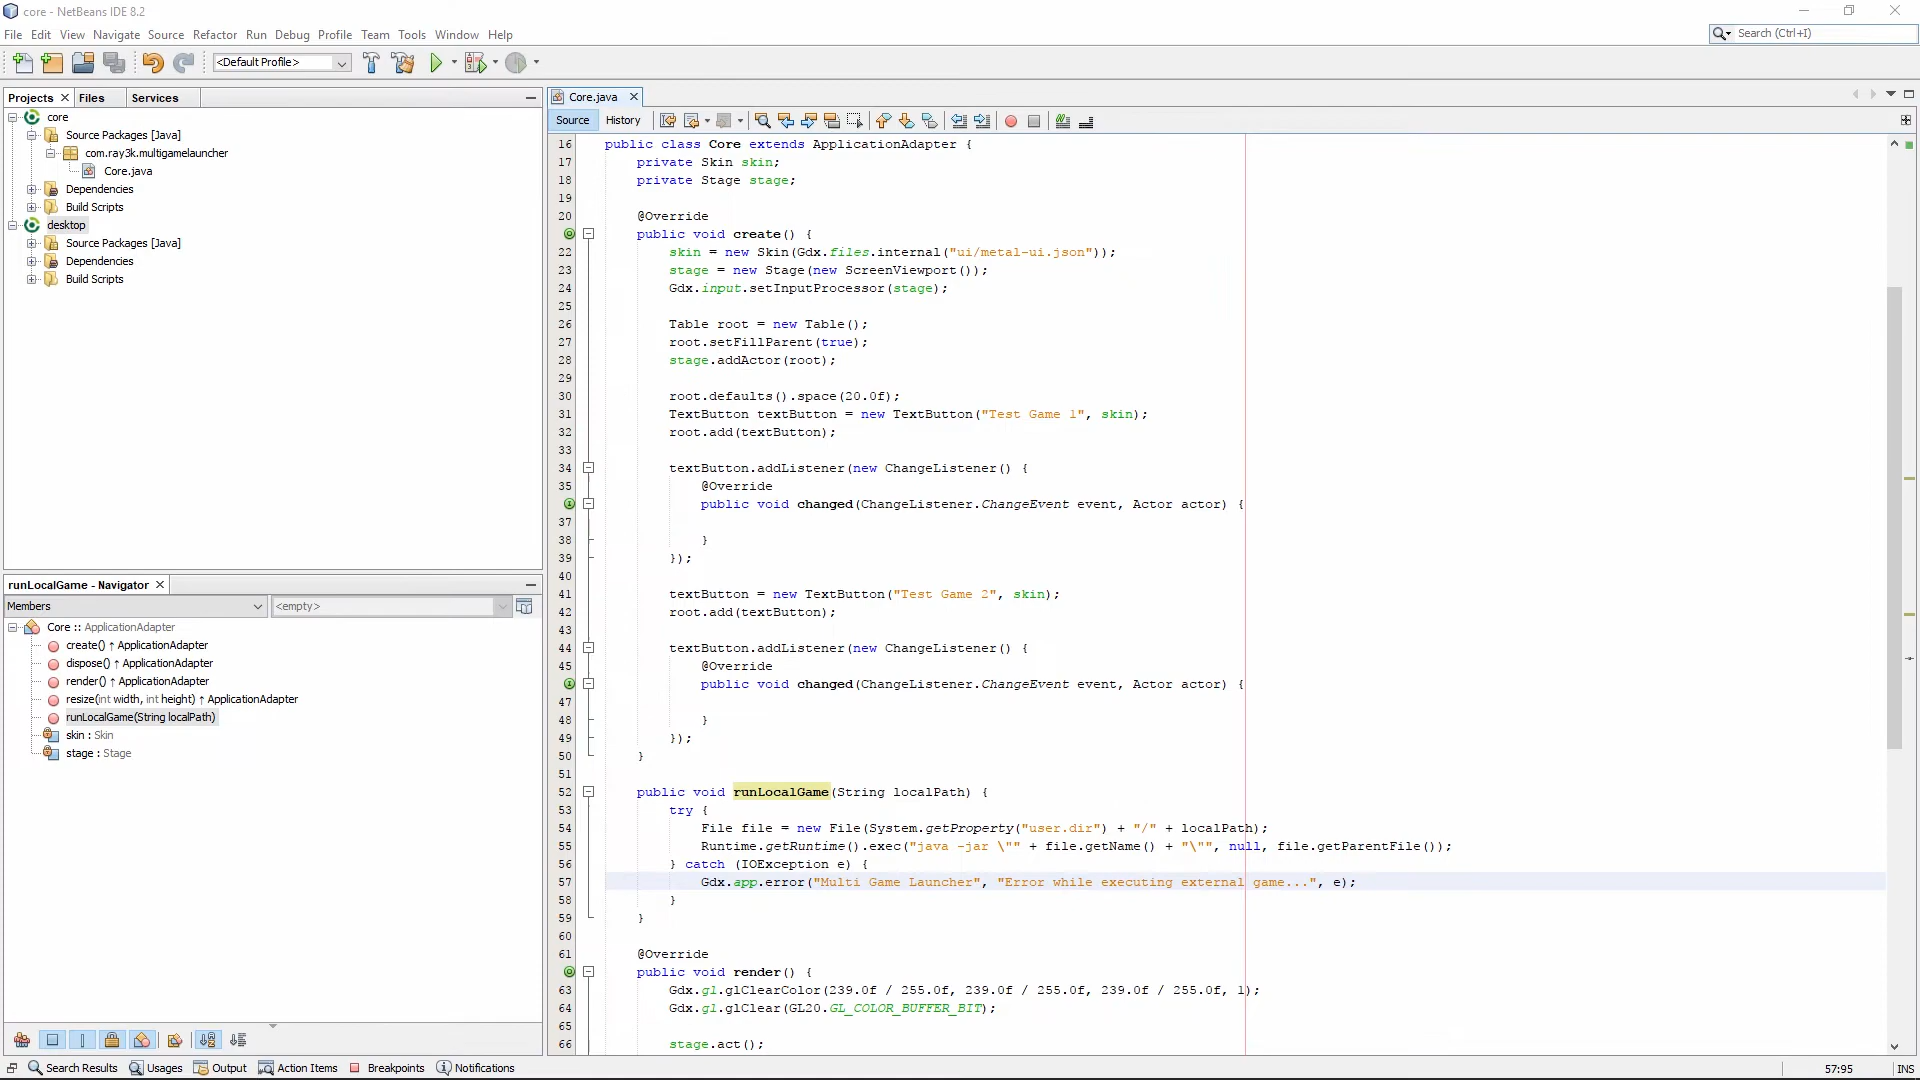 core - NetBeans IDE 8.2
File Edit View Navigate Source Refactor Run Debug Profile Team Tools Window Help
Search (Ctrl+I)
<Default Profile>
Projects Files Services
core
Source Packages [Java]
com.ray3k.multigamelauncher
Core.java
Dependencies
Build Scripts
desktop
Source Packages [Java]
Dependencies
Build Scripts
runLocalGame - Navigator
Members <empty>
Core :: ApplicationAdapter
create() ↑ ApplicationAdapter
dispose() ↑ ApplicationAdapter
render() ↑ ApplicationAdapter
resize(int width, int height) ↑ ApplicationAdapter
runLocalGame(String localPath)
skin : Skin
stage : Stage
Core.java
Source History
16 public class Core extends ApplicationAdapter {
17 private Skin skin;
18 private Stage stage;
19
20 @Override
public void create() {
22 skin = new Skin(Gdx.files.internal("ui/metal-ui.json"));
23 stage = new Stage(new ScreenViewport());
24 Gdx.input.setInputProcessor(stage);
25
26 Table root = new Table();
27 root.setFillParent(true);
28 stage.addActor(root);
29
30 root.defaults().space(20.0f);
31 TextButton textButton = new TextButton("Test Game 1", skin);
32 root.add(textButton);
33
34 textButton.addListener(new ChangeListener() {
35 @Override
public void changed(ChangeListener.ChangeEvent event, Actor actor) {
37
38 }
39 });
40
41 textButton = new TextButton("Test Game 2", skin);
42 root.add(textButton);
43
44 textButton.addListener(new ChangeListener() {
45 @Override
public void changed(ChangeListener.ChangeEvent event, Actor actor) {
47
48 }
49 });
50 }
51
52 public void runLocalGame(String localPath) {
53 try {
54 File file = new File(System.getProperty("user.dir") + "/" + localPath);
55 Runtime.getRuntime().exec("java -jar \"" + file.getName() + "\"", null, file.getParentFile());
56 } catch (IOException e) {
57 Gdx.app.error("Multi Game Launcher", "Error while executing external game...", e);
58 }
59 }
60
61 @Override
public void render() {
63 Gdx.gl.glClearColor(239.0f / 255.0f, 239.0f / 255.0f, 239.0f / 255.0f, 1);
64 Gdx.gl.glClear(GL20.GL_COLOR_BUFFER_BIT);
65
66 stage.act();
Search Results Usages Output Action Items Breakpoints Notifications
57:95 INS